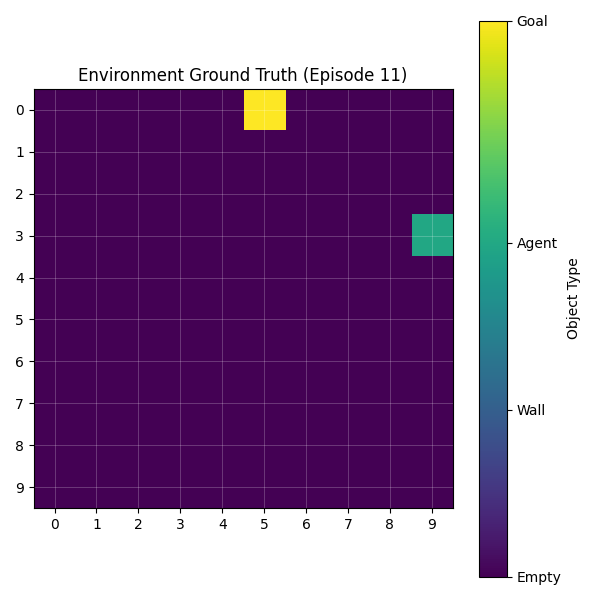 Environment Ground Truth (Episode 11)
0
1
2
3
4
5
6
7
8
9
0 1 2 3 4 5 6 7 8 9
Goal
Agent
Wall
Empty
Object Type